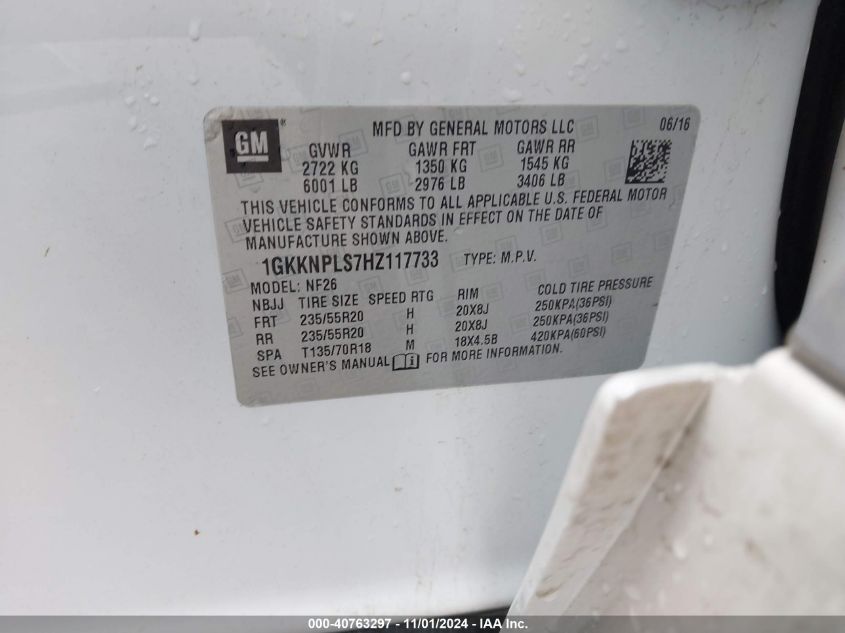 GM ® MFD BY GENERAL MOTORS LLC 06/16
GVWR GAWR FRT GAWR RR
2722 KG 1350 KG 1545 KG
6001 LB 2976 LB 3406 LB
THIS VEHICLE CONFORMS TO ALL APPLICABLE U.S. FEDERAL MOTOR
VEHICLE SAFETY STANDARDS IN EFFECT ON THE DATE OF
MANUFACTURE SHOWN ABOVE.
1GKKNPLS7HZ117733 TYPE: M.P.V.
MODEL: NF26
NBJJ TIRE SIZE SPEED RTG RIM COLD TIRE PRESSURE
FRT 235/55R20 H 20X8J 250KPA(36PSI)
RR 235/55R20 H 20X8J 250KPA(36PSI)
SPA T135/70R18 M 18X4.5B 420KPA(60PSI)
SEE OWNER'S MANUAL i FOR MORE INFORMATION.
000-40763297 - 11/01/2024 - IAA Inc.